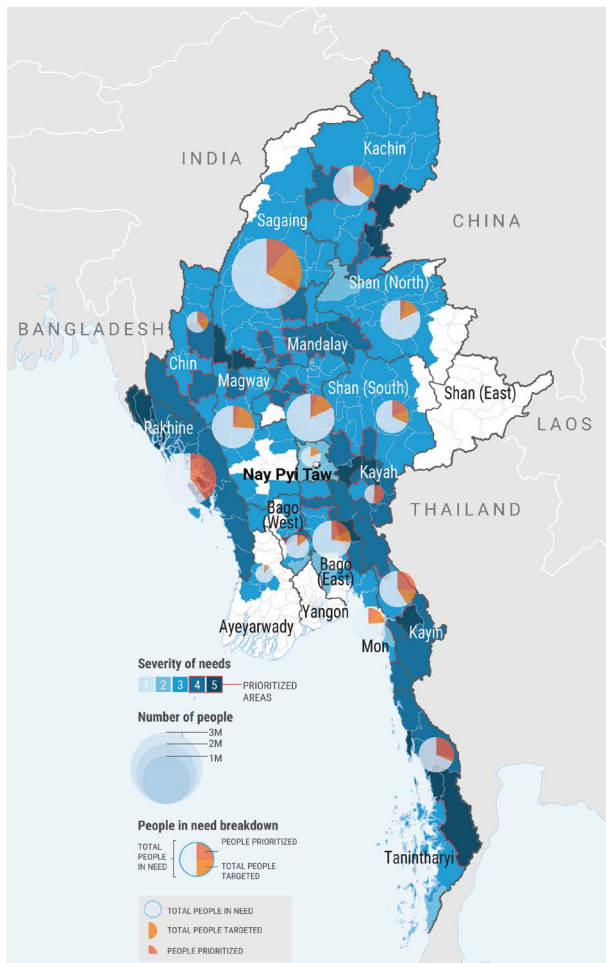 Kachin
INDIA
CHINA
Sagaing
Shan (North)
BANGLADESH
Mandalay
Chin
Magway
Shan (South)
Shan (East)
Rakhine
LAOS
Nay Pyi Taw
Kayah
THAILAND
Bago
(West)
Bago
(East)
Yangon
Ayeyarwady
Mon
Kayin
Severity of needs
1 2 3 4 5
PRIORITIZED
AREAS
Number of people
3M
2M
1M
People in need breakdown
TOTAL
PEOPLE
IN NEED
PEOPLE PRIORITIZED
TOTAL PEOPLE
TARGETED
Tanintharyi
TOTAL PEOPLE IN NEED
TOTAL PEOPLE TARGETED
PEOPLE PRIORITIZED